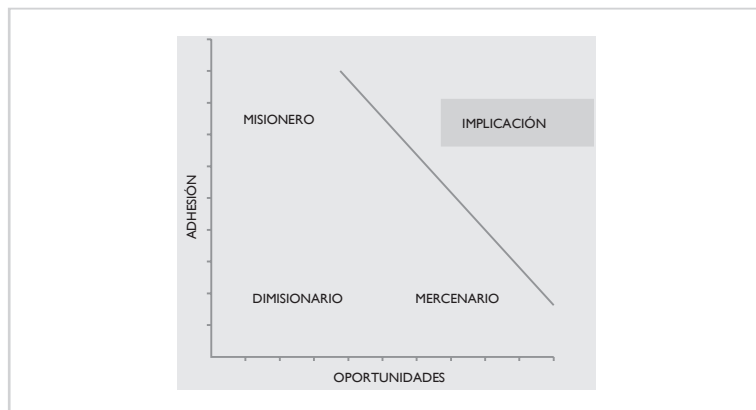 MISIONERO
IMPLICACIÓN
ADHESIÓN
DIMISIONARIO
MERCENARIO
OPORTUNIDADES